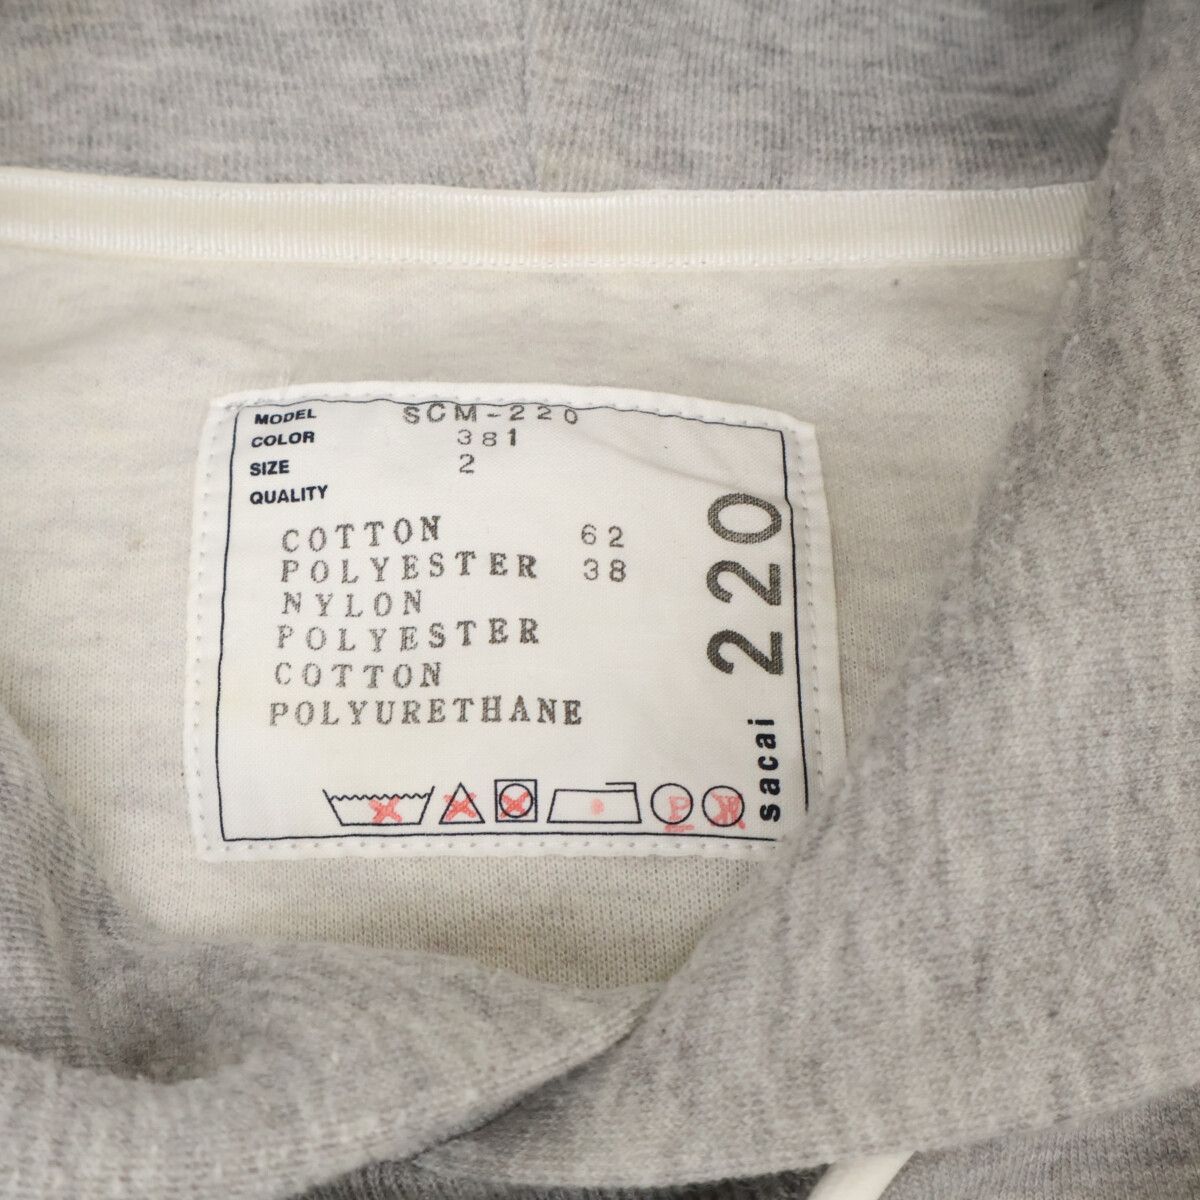 MODEL SCM-220
COLOR 381
SIZE 2
QUALITY
COTTON 62
POLYESTER 38
NYLON
POLYESTER
COTTON
POLYURETHANE
P W
sacai 220